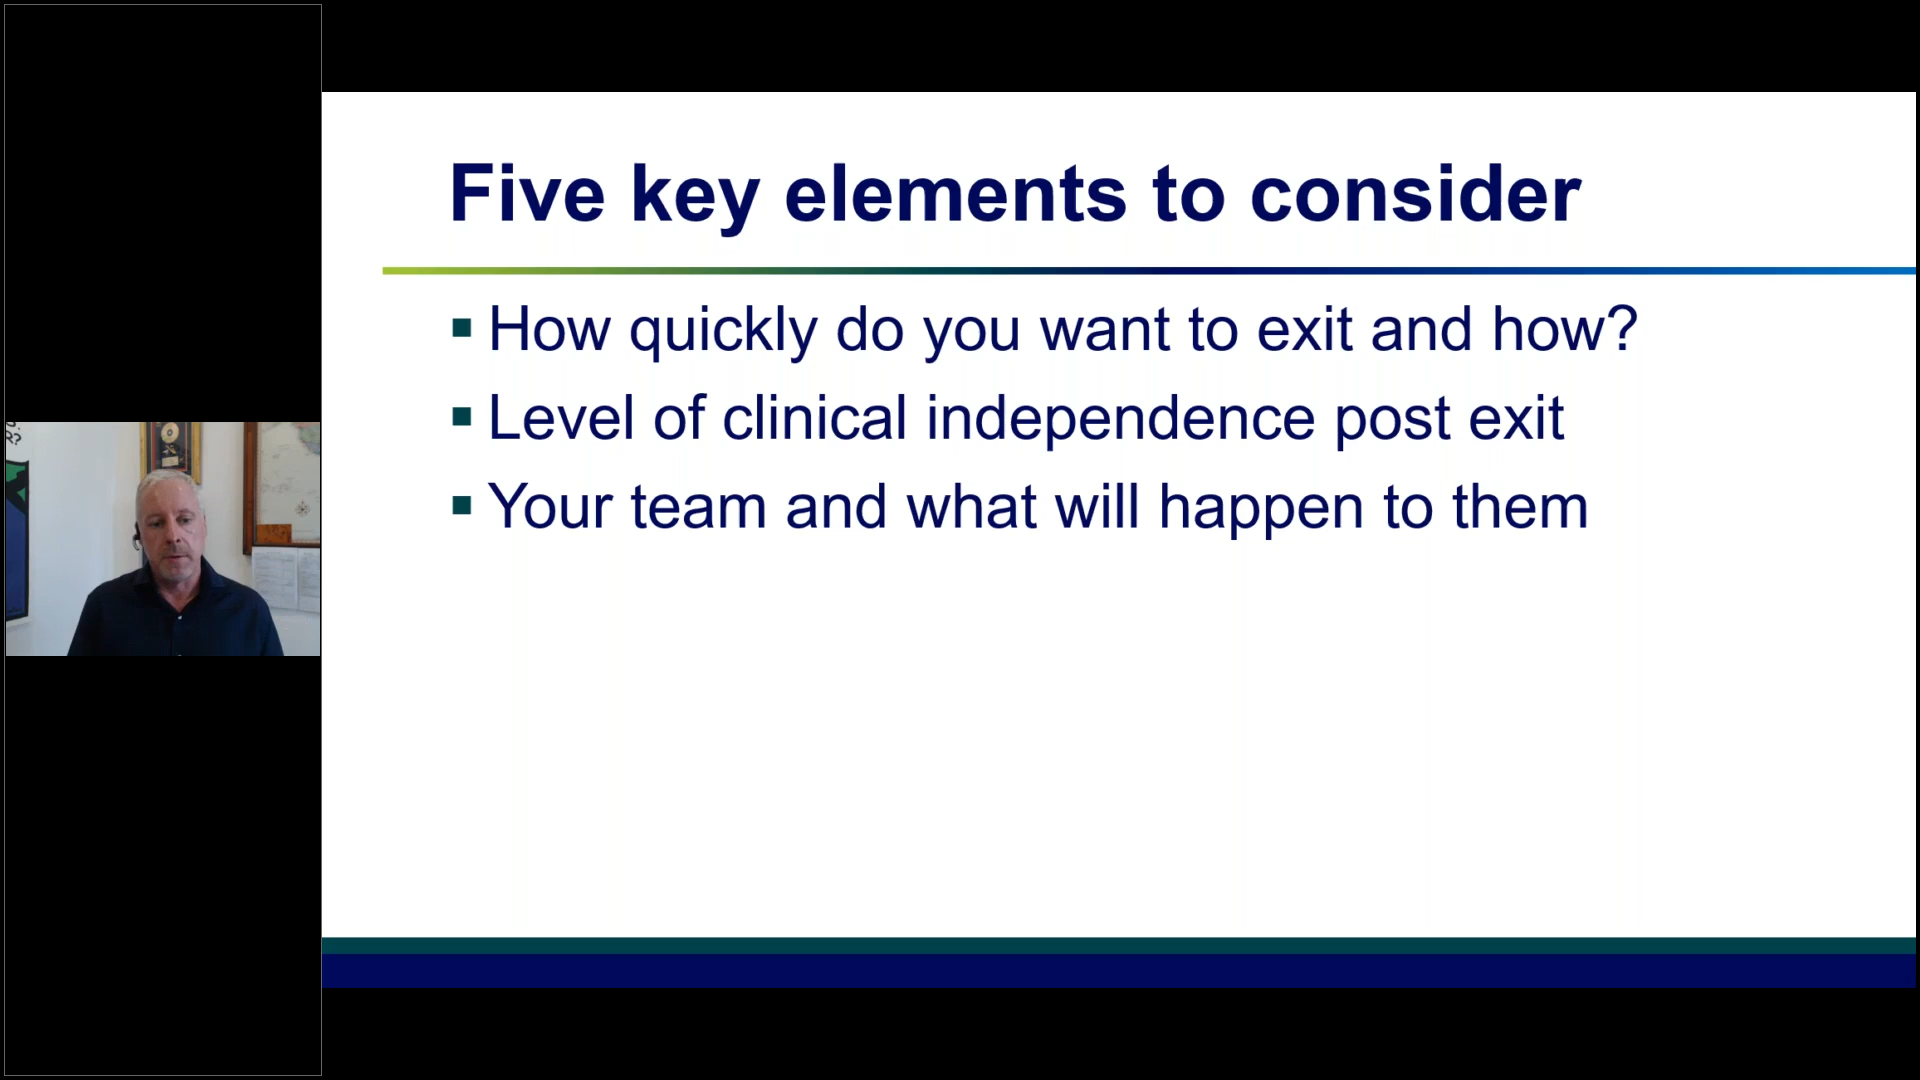 Five key elements to consider
▪ How quickly do you want to exit and how?
▪ Level of clinical independence post exit
▪ Your team and what will happen to them